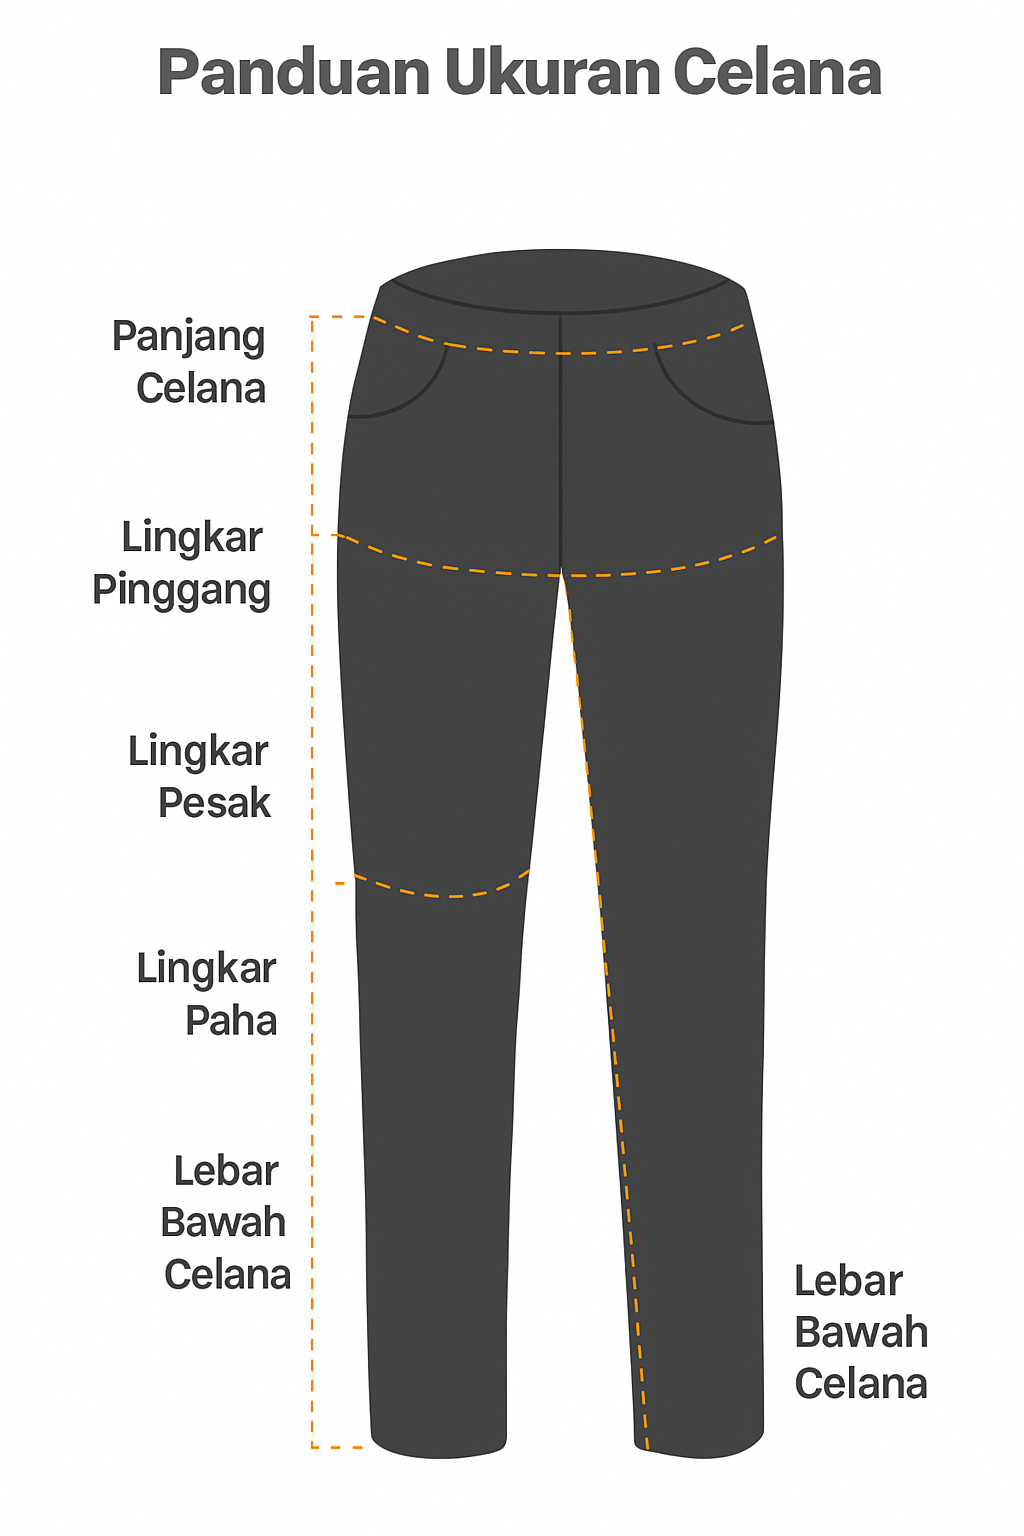 Panduan Ukuran Celana
Panjang
Celana
Lingkar
Pinggang
Lingkar
Pesak
Lingkar
Paha
Lebar
Bawah
Celana
Lebar
Bawah
Celana